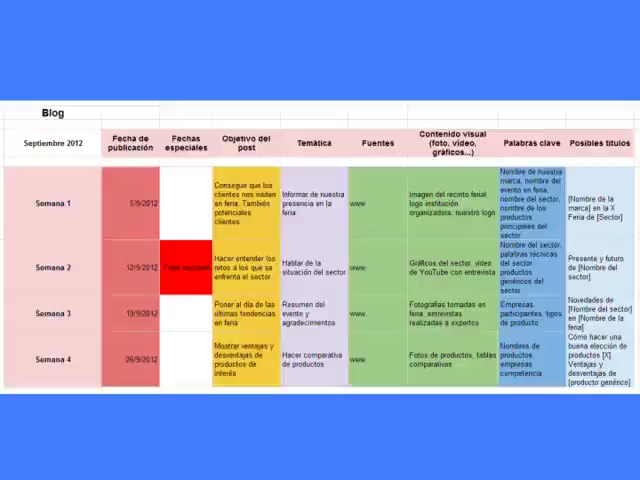 Blog
Septiembre 2012
Fecha de
publicación
Fechas
especiales
Objetivo del
post
Temática
Fuentes
Contenido visual
(foto, vídeo,
gráficos...)
Palabras clave
Posibles títulos
Semana 1
5/9/2012
Conseguir que los
clientes nos visiten
en feria. También
potenciales
clientes
Informar de nuestra
presencia en la
feria
www.
Imagen del recinto ferial,
logo institución
organizadora, nuestro logo
Nombre de nuestra
marca, nombre del
evento en feria,
nombre del sector,
nombre de los
productos
principales del
sector
[Nombre de la
marca] en la X
Feria de [Sector]
Semana 2
12/9/2012
Hacer entender los
retos a los que se
enfrenta el sector
Hablar de la
situación del sector
www.
Gráficos del sector, vídeo
de YouTube con entrevista
Nombre del sector,
palabras técnicas
del sector
productos
genéricos del
sector
Presente y futuro
de [Nombre del
sector]
Semana 3
19/9/2012
Poner al día de las
últimas tendencias
en feria
Resumen del
evento y
agradecimientos
www.
Fotografías tomadas en
feria, entrevistas
realizadas a expertos
Empresas
participantes, tipos
de producto
Novedades de
[Nombre del sector]
en [Nombre de la
feria]
Semana 4
26/9/2012
Mostrar ventajas y
desventajas de
productos de
interés
Hacer comparativa
de productos
www.
Fotos de productos, tablas
comparativas
Nombres de
productos
empresas
competencia
Cómo hacer una
buena elección de
productos [X].
Ventajas y
desventajas de
[producto genérico]